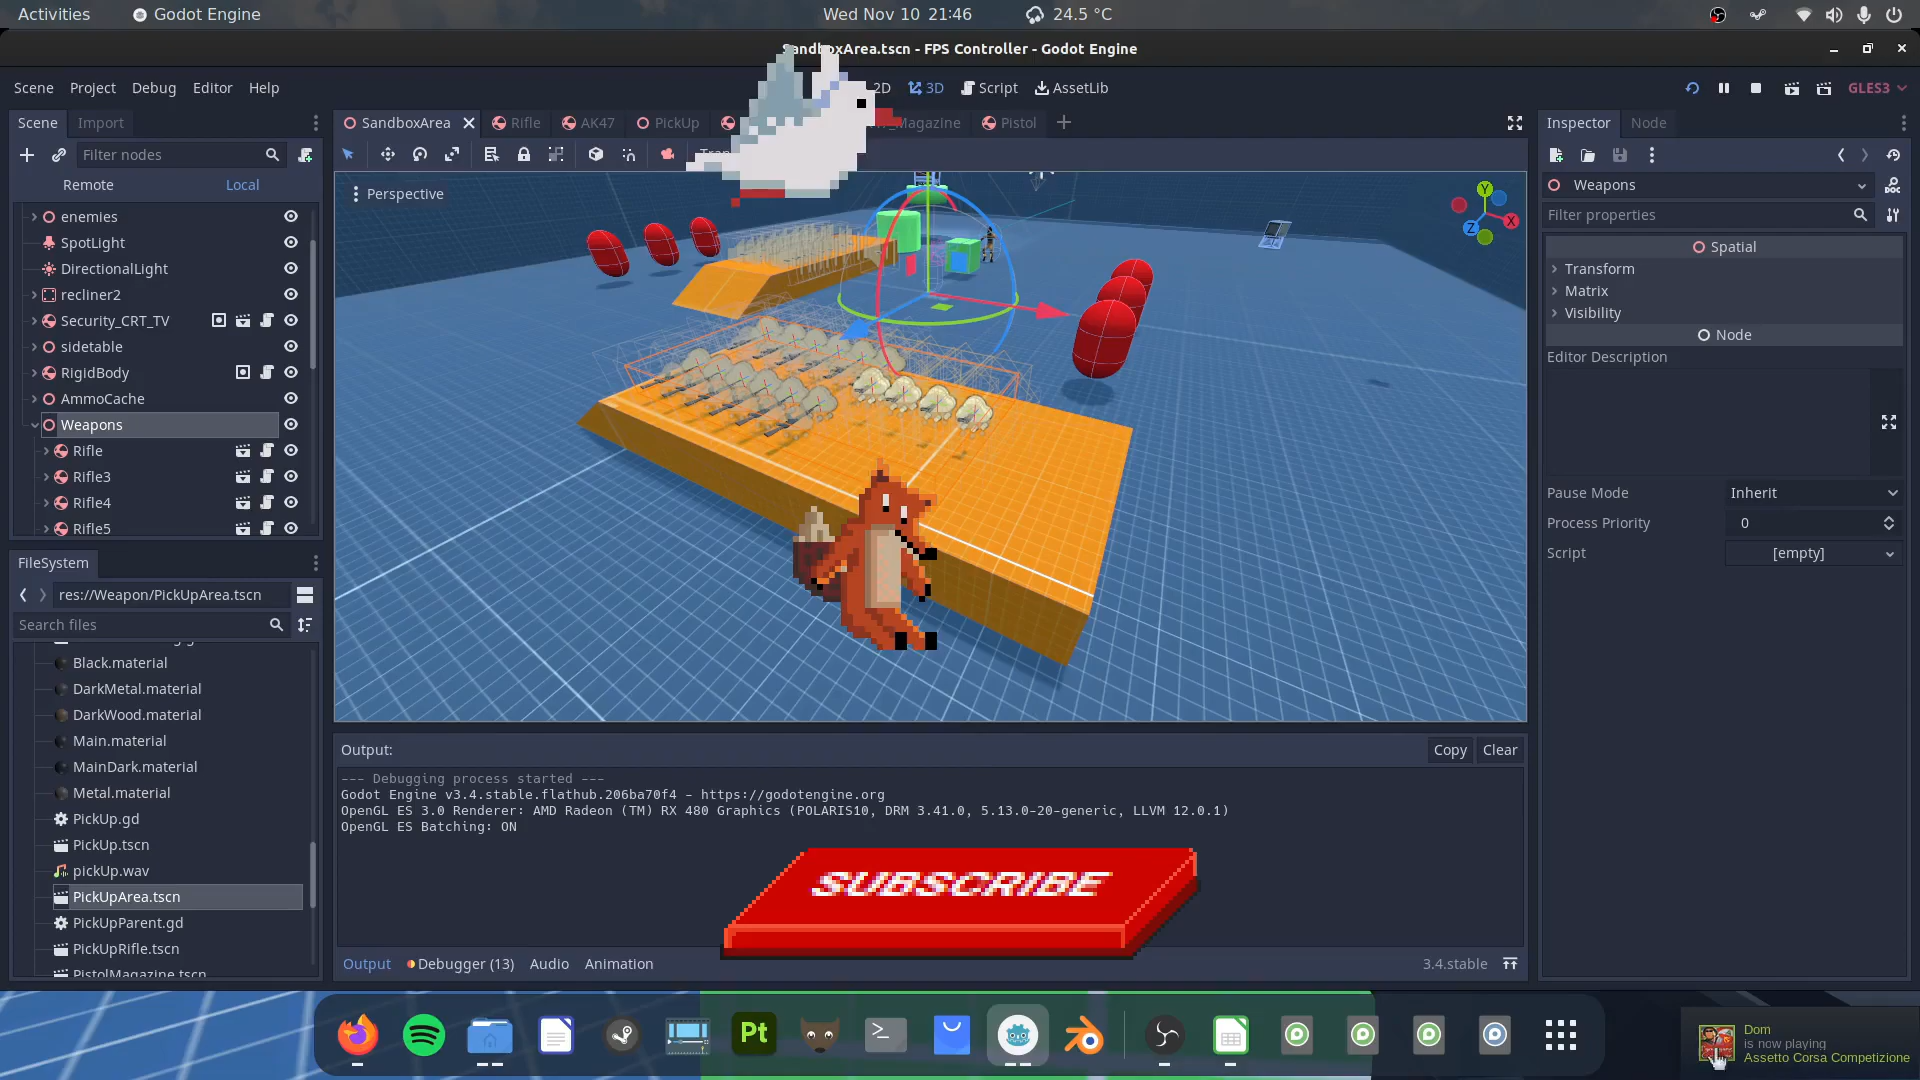 Activities
Godot Engine
Wed Nov 10 21:46
24.5 °C
SandboxArea.tscn - FPS Controller - Godot Engine
Scene Project Debug Editor Help
2D 3D Script AssetLib
GLES3
Scene Import
Filter nodes
Remote Local
enemies
SpotLight
DirectionalLight
recliner2
Security_CRT_TV
sidetable
RigidBody
AmmoCache
Weapons
Rifle
Rifle3
Rifle4
Rifle5
FileSystem
res://Weapon/PickUpArea.tscn
Search files
Black.material
DarkMetal.material
DarkWood.material
Main.material
MainDark.material
Metal.material
PickUp.gd
PickUp.tscn
pickUp.wav
PickUpArea.tscn
PickUpParent.gd
PickUpRifle.tscn
PistolMagazine.tscn
SandboxArea Rifle AK47 PickUp Magazine Pistol
Perspective
Y
X
Z
Output:
Copy Clear
--- Debugging process started ---
Godot Engine v3.4.stable.flathub.206ba70f4 - https://godotengine.org
OpenGL ES 3.0 Renderer: AMD Radeon (TM) RX 480 Graphics (POLARIS10, DRM 3.41.0, 5.13.0-20-generic, LLVM 12.0.1)
OpenGL ES Batching: ON
SUBSCRIBE
Output Debugger (13) Audio Animation
3.4.stable
Inspector Node
Weapons
Filter properties
Spatial
Transform
Matrix
Visibility
Node
Editor Description
Pause Mode Inherit
Process Priority 0
Script [empty]
Pt
Dom
is now playing
Assetto Corsa Competizione